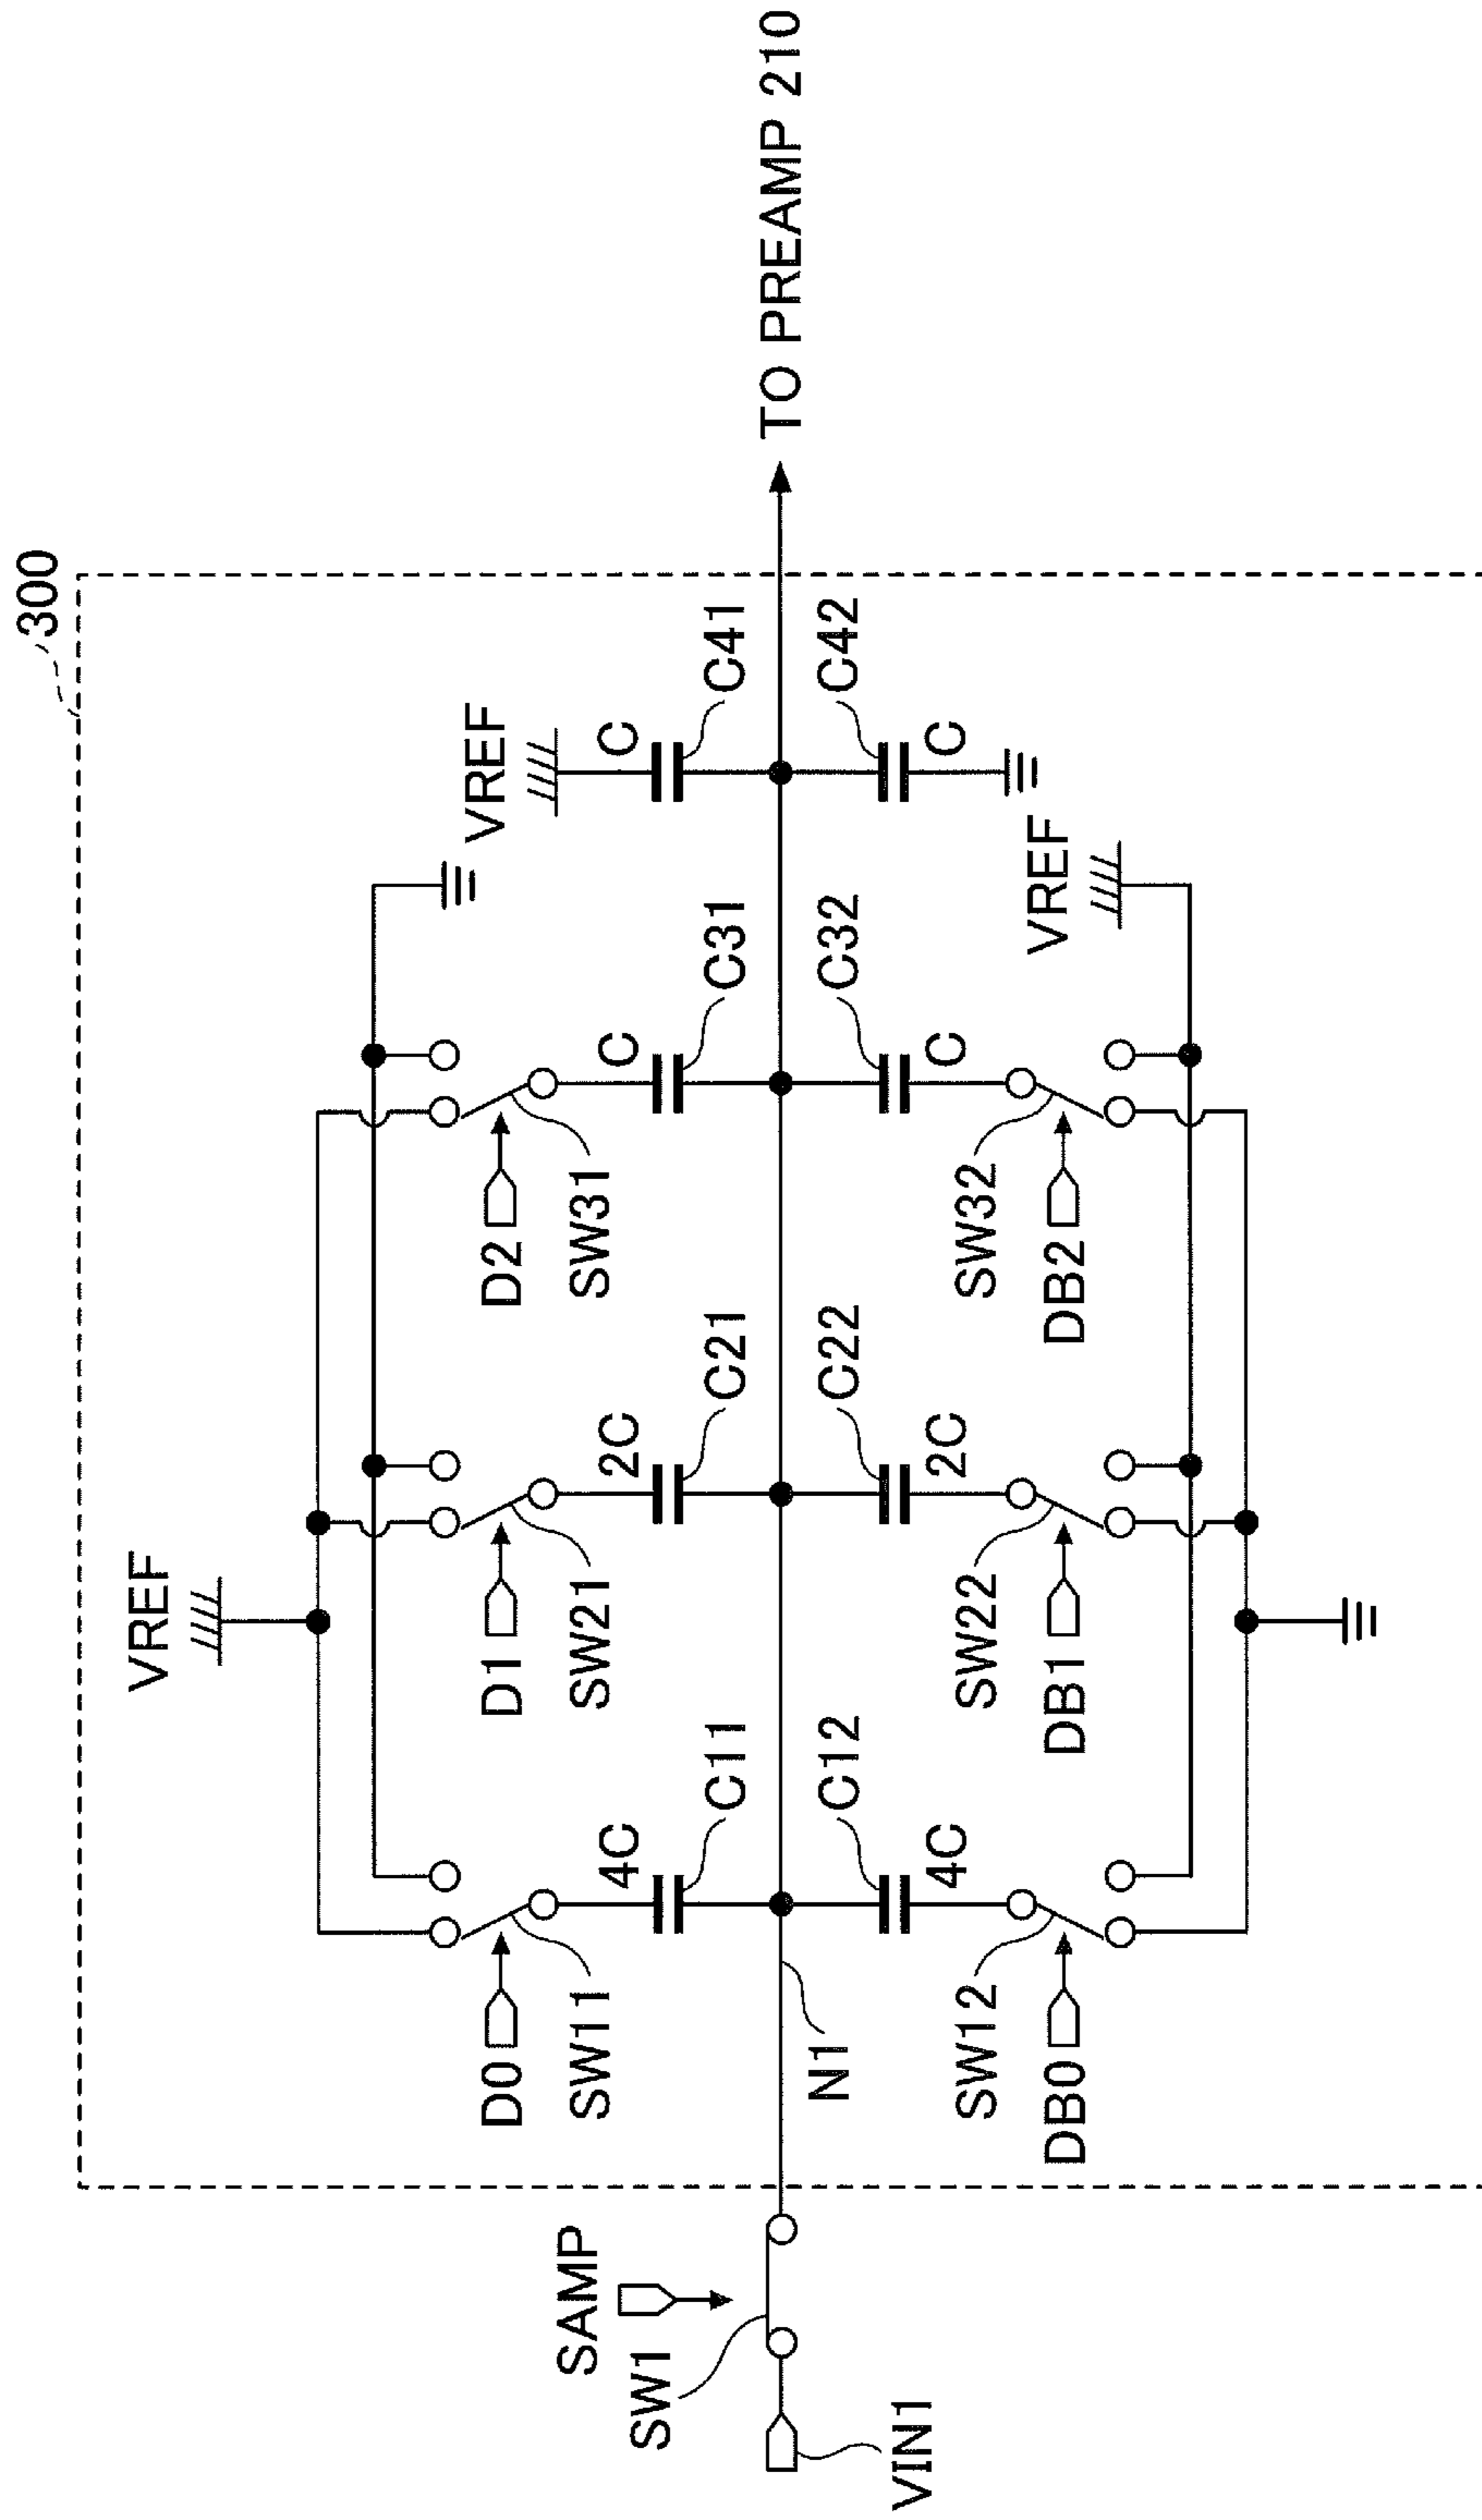 300
VREF
VREF
D0
D1
D2
SW11
SW21
SW31
4C
2C
C
C
C11
C21
C31
C41
SAMP
SW1
VIN1
N1
TO PREAMP 210
C12
C22
C32
C42
4C
2C
C
C
SW12
SW22
SW32
VREF
DB0
DB1
DB2